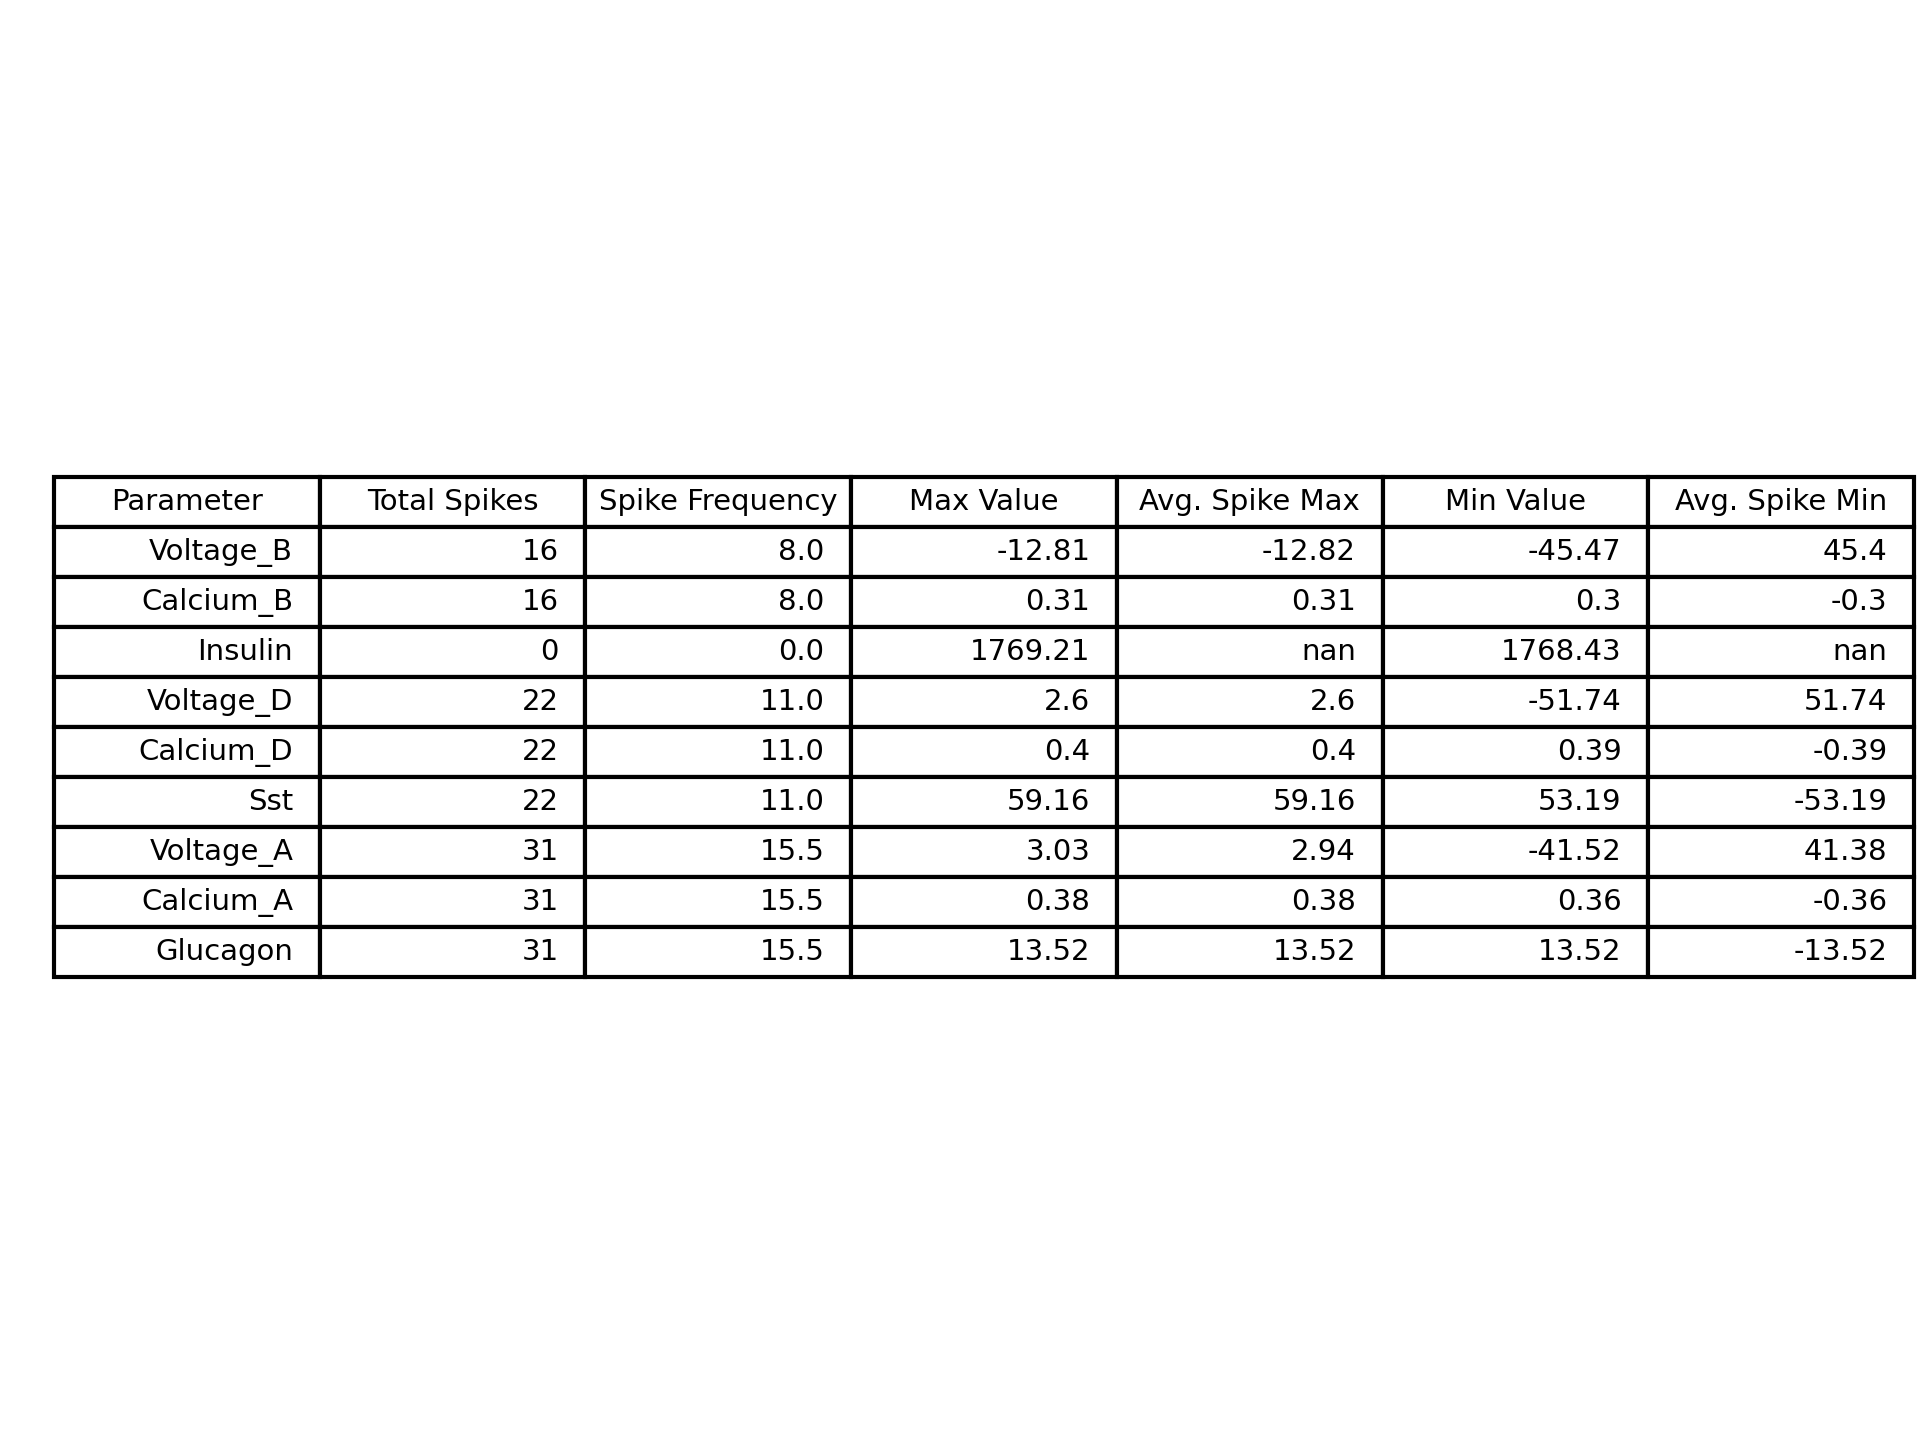 Parameter Total Spikes Spike Frequency Max Value Avg. Spike Max Min Value Avg. Spike Min
Voltage_B 16 8.0 -12.81 -12.82 -45.47 45.4
Calcium_B 16 8.0 0.31 0.31 0.3 -0.3
Insulin 0 0.0 1769.21 nan 1768.43 nan
Voltage_D 22 11.0 2.6 2.6 -51.74 51.74
Calcium_D 22 11.0 0.4 0.4 0.39 -0.39
Sst 22 11.0 59.16 59.16 53.19 -53.19
Voltage_A 31 15.5 3.03 2.94 -41.52 41.38
Calcium_A 31 15.5 0.38 0.38 0.36 -0.36
Glucagon 31 15.5 13.52 13.52 13.52 -13.52